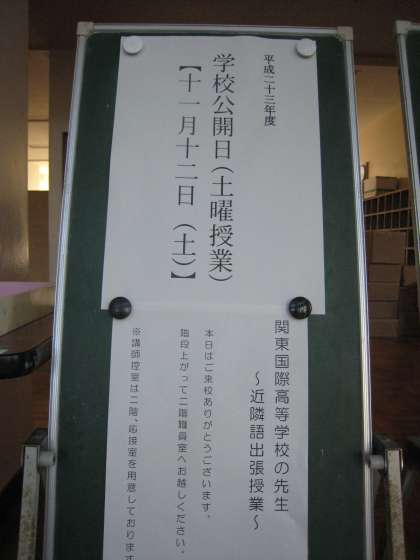 平成二十三年度
学校公開日(土曜授業)
【十一月十二日(土)】
関東国際高等学校の先生
～近隣語出張授業～
本日はご来校ありがとうございます。
階段上がって二階職員室へお越しください。
※講師控室は二階、応接室を用意しております